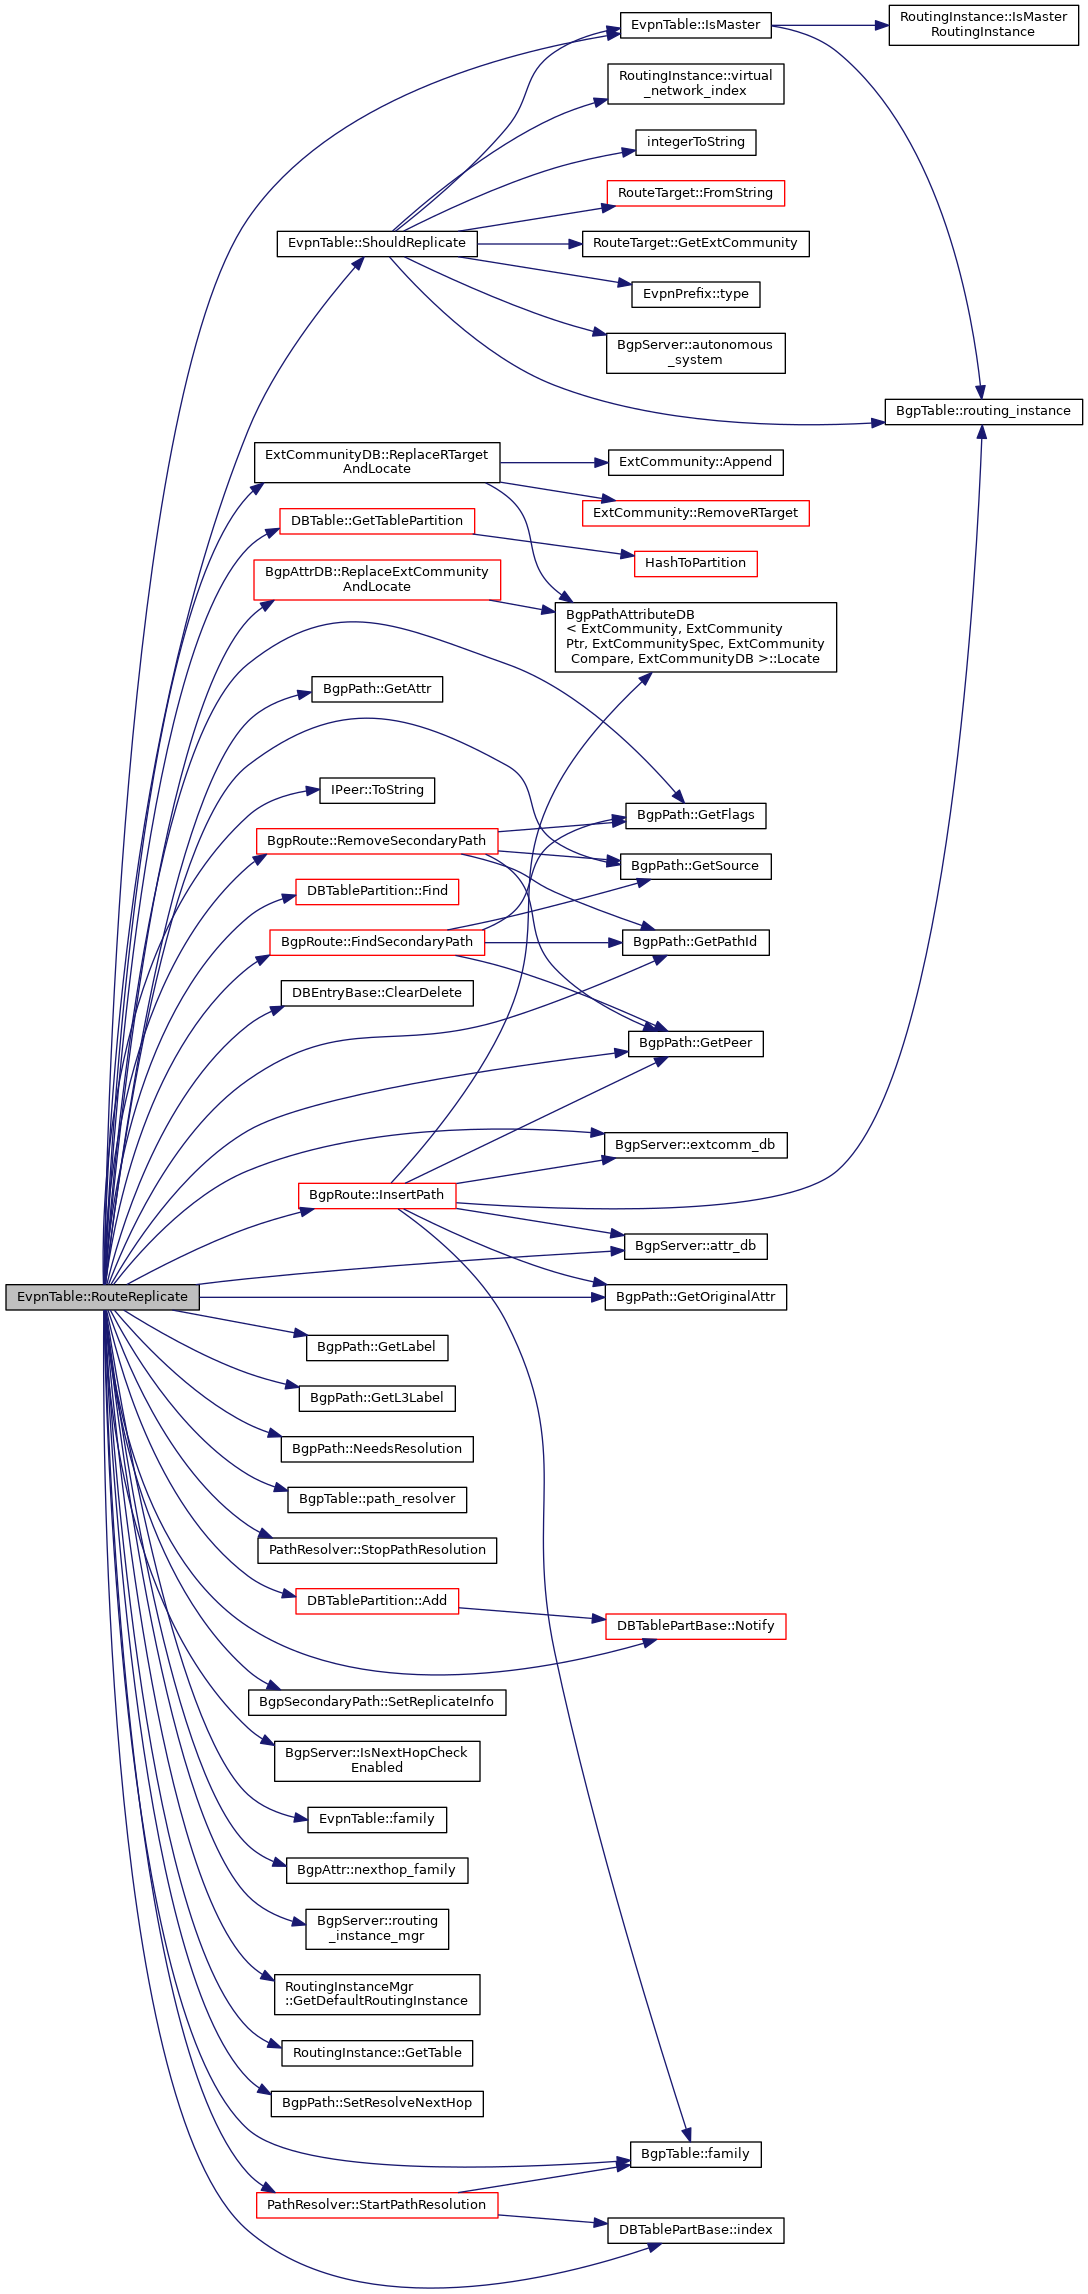 EvpnTable::IsMaster
RoutingInstance::IsMaster
RoutingInstance
RoutingInstance::virtual
_network_index
integerToString
RouteTarget::FromString
EvpnTable::ShouldReplicate
RouteTarget::GetExtCommunity
EvpnPrefix::type
BgpServer::autonomous
_system
BgpTable::routing_instance
ExtCommunityDB::ReplaceRTarget
AndLocate
ExtCommunity::Append
ExtCommunity::RemoveRTarget
DBTable::GetTablePartition
HashToPartition
BgpAttrDB::ReplaceExtCommunity
AndLocate
BgpPathAttributeDB
< ExtCommunity, ExtCommunity
Ptr, ExtCommunitySpec, ExtCommunity
Compare, ExtCommunityDB >::Locate
BgpPath::GetAttr
IPeer::ToString
BgpPath::GetFlags
BgpRoute::RemoveSecondaryPath
BgpPath::GetSource
DBTablePartition::Find
BgpRoute::FindSecondaryPath
BgpPath::GetPathId
DBEntryBase::ClearDelete
BgpPath::GetPeer
BgpServer::extcomm_db
BgpRoute::InsertPath
BgpServer::attr_db
EvpnTable::RouteReplicate
BgpPath::GetOriginalAttr
BgpPath::GetLabel
BgpPath::GetL3Label
BgpPath::NeedsResolution
BgpTable::path_resolver
PathResolver::StopPathResolution
DBTablePartition::Add
DBTablePartBase::Notify
BgpSecondaryPath::SetReplicateInfo
BgpServer::IsNextHopCheck
Enabled
EvpnTable::family
BgpAttr::nexthop_family
BgpServer::routing
_instance_mgr
RoutingInstanceMgr
::GetDefaultRoutingInstance
RoutingInstance::GetTable
BgpPath::SetResolveNextHop
BgpTable::family
PathResolver::StartPathResolution
DBTablePartBase::index